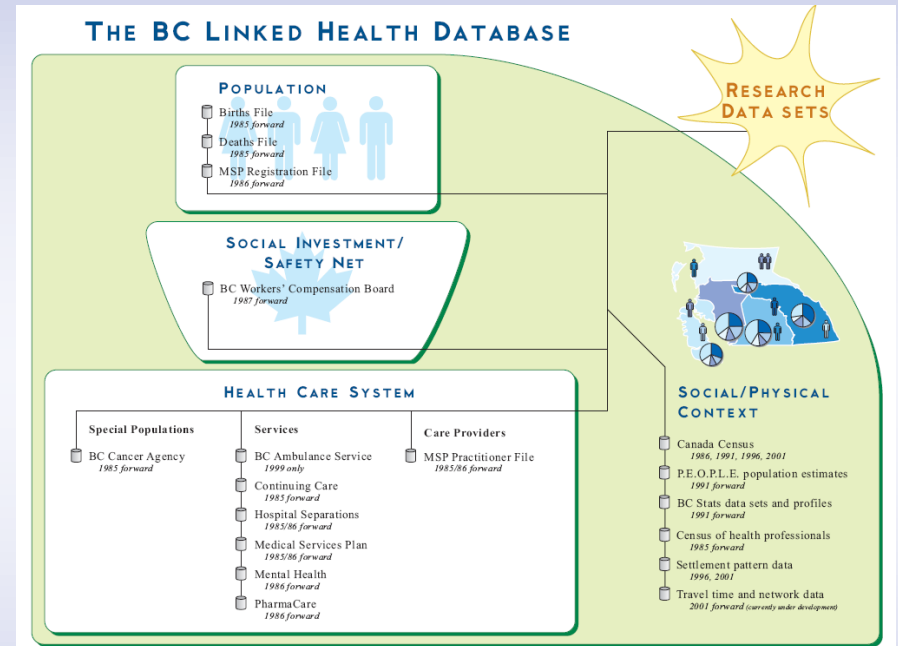 THE BC LINKED HEALTH DATABASE
RESEARCH
DATA SETS
POPULATION
Births File
1985 forward
Deaths File
1985 forward
MSP Registration File
1986 forward
SOCIAL INVESTMENT/
SAFETY NET
BC Workers' Compensation Board
1987 forward
HEALTH CARE SYSTEM
Special Populations
BC Cancer Agency
1985 forward
Services
BC Ambulance Service
1999 only
Continuing Care
1985 forward
Hospital Separations
1985/86 forward
Medical Services Plan
1985/86 forward
Mental Health
1986 forward
PharmaCare
1986 forward
Care Providers
MSP Practitioner File
1985/86 forward
SOCIAL/PHYSICAL
CONTEXT
Canada Census
1986, 1991, 1996, 2001
P.E.O.P.L.E. population estimates
1991 forward
BC Stats data sets and profiles
1991 forward
Census of health professionals
1985 forward
Settlement pattern data
1996, 2001
Travel time and network data
2001 forward (currently under development)